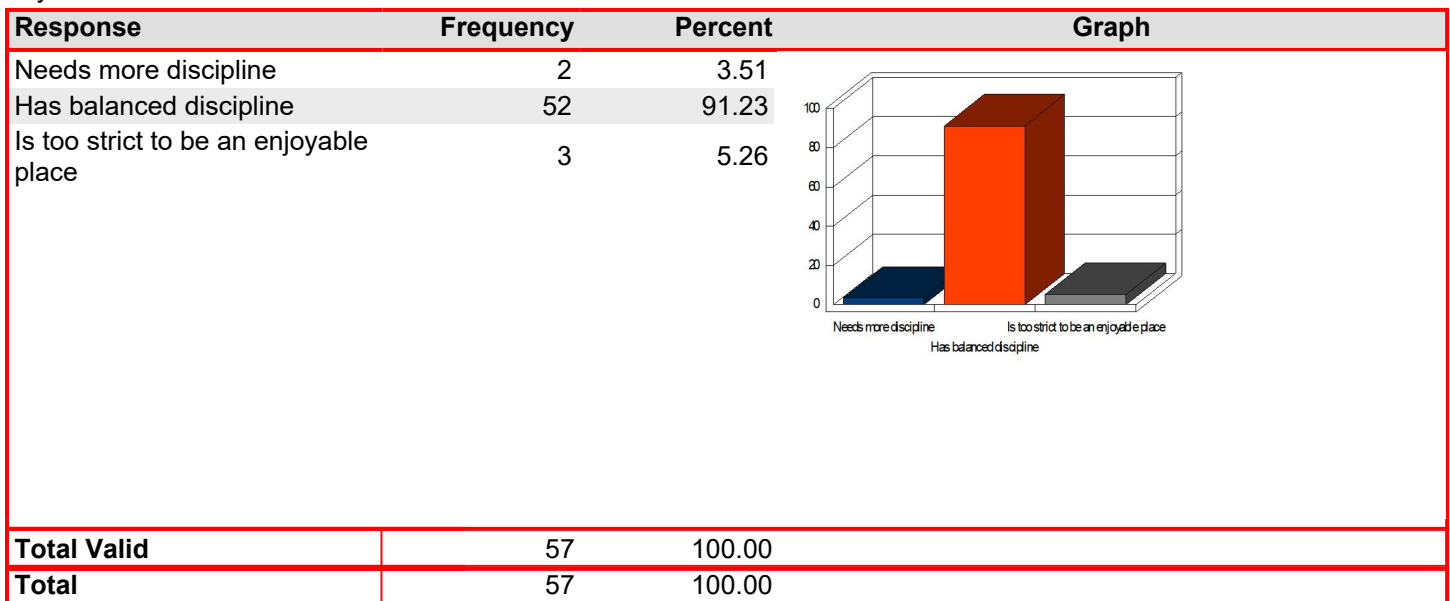 Response Frequency Percent Graph
Needs more discipline 2 3.51
Has balanced discipline 52 91.23
Is too strict to be an enjoyable
place 3 5.26
100
80
60
40
20
0
Needs more discipline Is too strict to be an enjoyable place
Has balanced discipline
Total Valid 57 100.00
Total 57 100.00